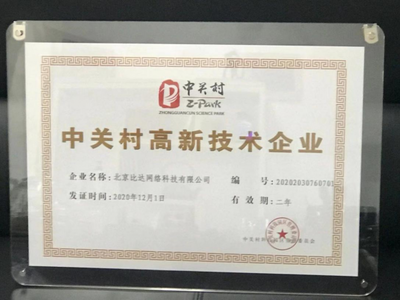 中关村
Z-Park
ZHONGGUANCUN SCIENCE PARK
中关村高新技术企业
企业名称：北京比达网络科技有限公司
编 号：20202030760701
发证时间：2020年12月1日
有 效 期：二年